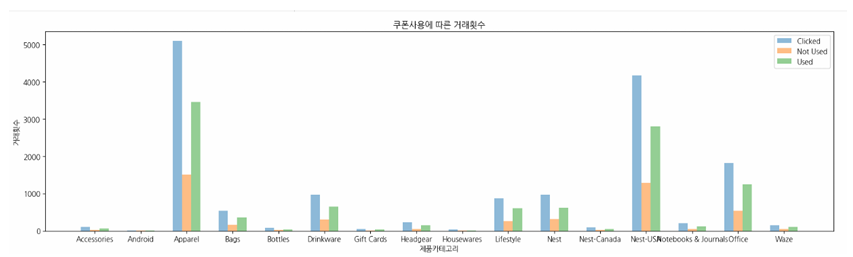 쿠폰사용에 따른 거래횟수
Clicked
Not Used
Used
5000
4000
3000
2000
1000
0
거래횟수
Accessories Android Apparel Bags Bottles Drinkware Gift Cards Headgear Housewares Lifestyle Nest Nest-Canada Nest-USA Notebooks & Journals Office Waze
제품카테고리